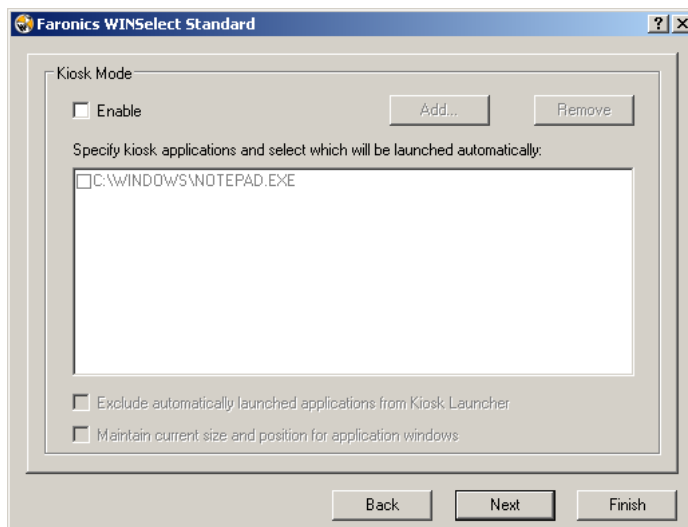 Faronics WINSelect Standard
Kiosk Mode
Enable
Add...
Remove
Specify kiosk applications and select which will be launched automatically:
C:\WINDOWS\NOTEPAD.EXE
Exclude automatically launched applications from Kiosk Launcher
Maintain current size and position for application windows
Back
Next
Finish